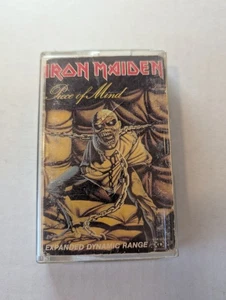 IRON MAIDEN
Piece of Mind
EXPANDED DYNAMIC RANGE